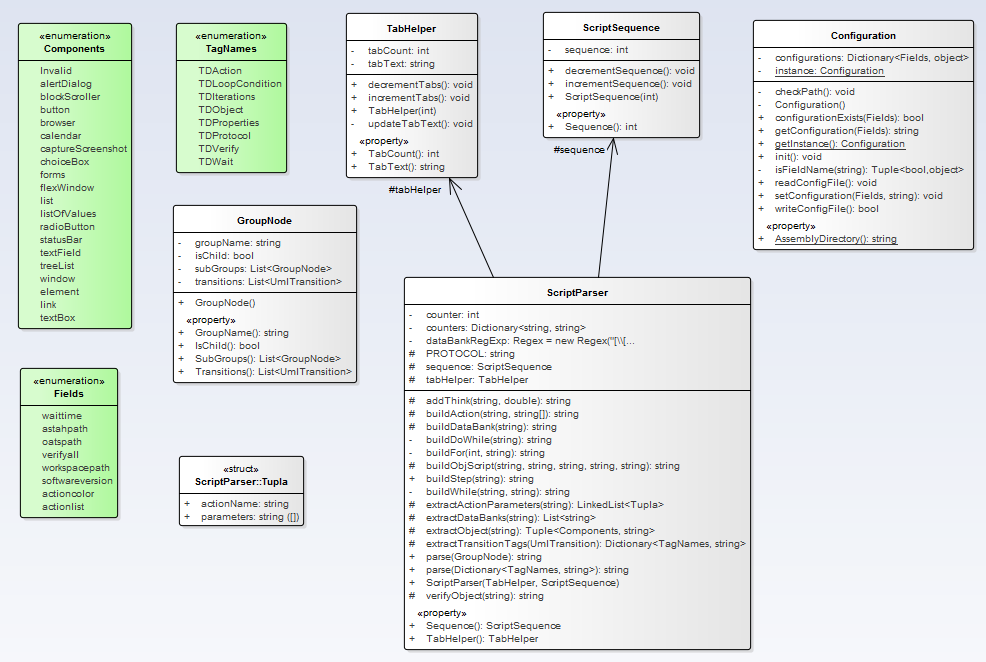 «enumeration»
Components
Invalid
alertDialog
blockScroller
button
browser
calendar
captureScreenshot
choiceBox
forms
flexWindow
list
listOfValues
radioButton
statusBar
textField
treeList
window
element
link
textBox
«enumeration»
TagNames
TDAction
TDLoopCondition
TDIterations
TDObject
TDProperties
TDProtocol
TDVerify
TDWait
TabHelper
- tabCount: int
- tabText: string
+ decrementTabs(): void
+ incrementTabs(): void
+ TabHelper(int)
- updateTabText(): void
«property»
+ TabCount(): int
+ TabText(): string
#tabHelper
ScriptSequence
- sequence: int
+ decrementSequence(): void
+ incrementSequence(): void
+ ScriptSequence(int)
«property»
+ Sequence(): int
#sequence
Configuration
- configurations: Dictionary<Fields, object>
- instance: Configuration
- checkPath(): void
- Configuration()
+ configurationExists(Fields): bool
+ getConfiguration(Fields): string
+ getInstance(): Configuration
+ init(): void
- isFieldName(string): Tuple<bool,object>
+ readConfigFile(): void
+ setConfiguration(Fields, string): void
+ writeConfigFile(): bool
«property»
+ AssemblyDirectory(): string
GroupNode
- groupName: string
- isChild: bool
- subGroups: List<GroupNode>
- transitions: List<UmlTransition>
+ GroupNode()
«property»
+ GroupName(): string
+ IsChild(): bool
+ SubGroups(): List<GroupNode>
+ Transitions(): List<UmlTransition>
«enumeration»
Fields
waittime
astahpath
oatspath
verifyall
workspacepath
softwareversion
actioncolor
actionlist
«struct»
ScriptParser::Tupla
+ actionName: string
+ parameters: string ([])
ScriptParser
- counter: int
- counters: Dictionary<string, string>
- dataBankRegExp: Regex = new Regex("[\\[...
# PROTOCOL: string
# sequence: ScriptSequence
# tabHelper: TabHelper
# addThink(string, double): string
# buildAction(string, string[]): string
# buildDataBank(string): string
- buildDoWhile(string): string
- buildFor(int, string): string
# buildObjScript(string, string, string, string, string): string
+ buildStep(string): string
- buildWhile(string, string): string
# extractActionParameters(string): LinkedList<Tupla>
# extractDataBanks(string): List<string>
# extractObject(string): Tuple<Components, string>
# extractTransitionTags(UmlTransition): Dictionary<TagNames, string>
+ parse(GroupNode): string
+ parse(Dictionary<TagNames, string>): string
+ ScriptParser(TabHelper, ScriptSequence)
# verifyObject(string): string
«property»
+ Sequence(): ScriptSequence
+ TabHelper(): TabHelper